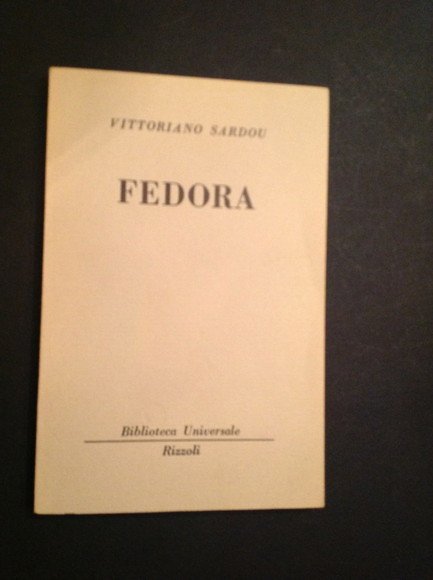 VITTORIANO SARDOU
FEDORA
Biblioteca Universale
Rizzoli